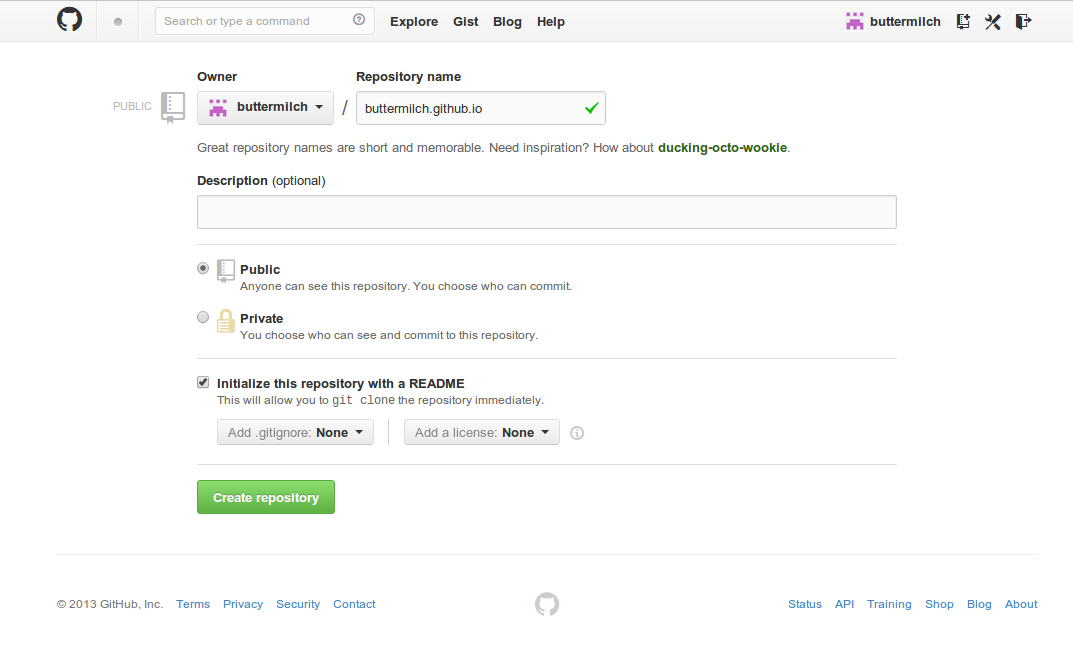 Search or type a command
Explore Gist Blog Help
buttermilch
Owner
Repository name
PUBLIC
buttermilch
/
buttermilch.github.io
Great repository names are short and memorable. Need inspiration? How about ducking-octo-wookie.
Description (optional)
Public
Anyone can see this repository. You choose who can commit.
Private
You choose who can see and commit to this repository.
Initialize this repository with a README
This will allow you to git clone the repository immediately.
Add .gitignore: None
Add a license: None
Create repository
© 2013 GitHub, Inc. Terms Privacy Security Contact
Status API Training Shop Blog About